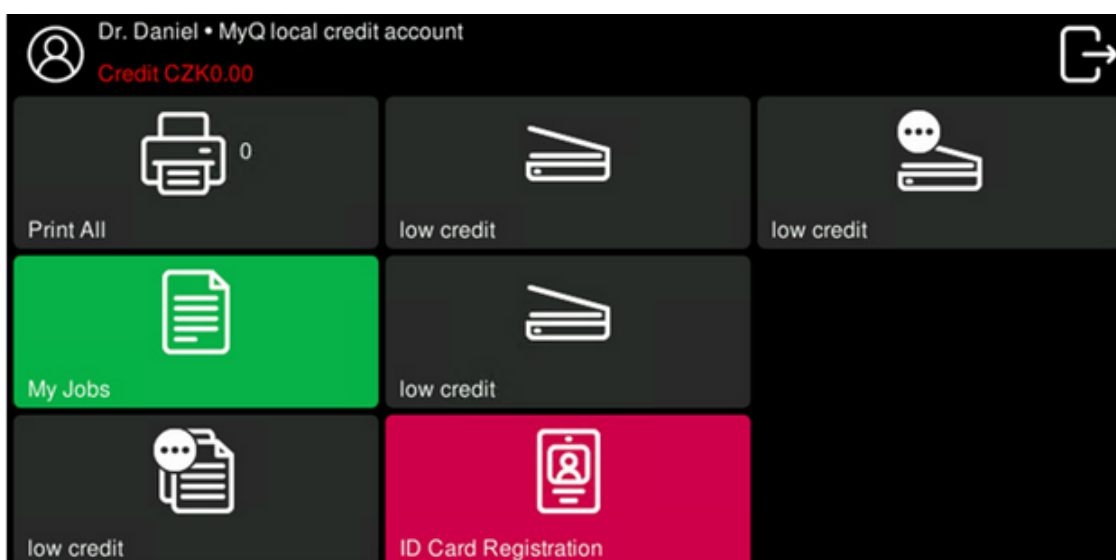 Dr. Daniel • MyQ local credit account
Credit CZK0.00
0
Print All
low credit
low credit
My Jobs
low credit
low credit
ID Card Registration